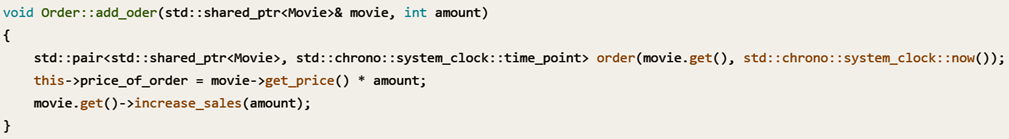 void Order::add_oder(std::shared_ptr<Movie>& movie, int amount)
{
    std::pair<std::shared_ptr<Movie>, std::chrono::system_clock::time_point> order(movie.get(), std::chrono::system_clock::now());
    this->price_of_order = movie->get_price() * amount;
    movie.get()->increase_sales(amount);
}